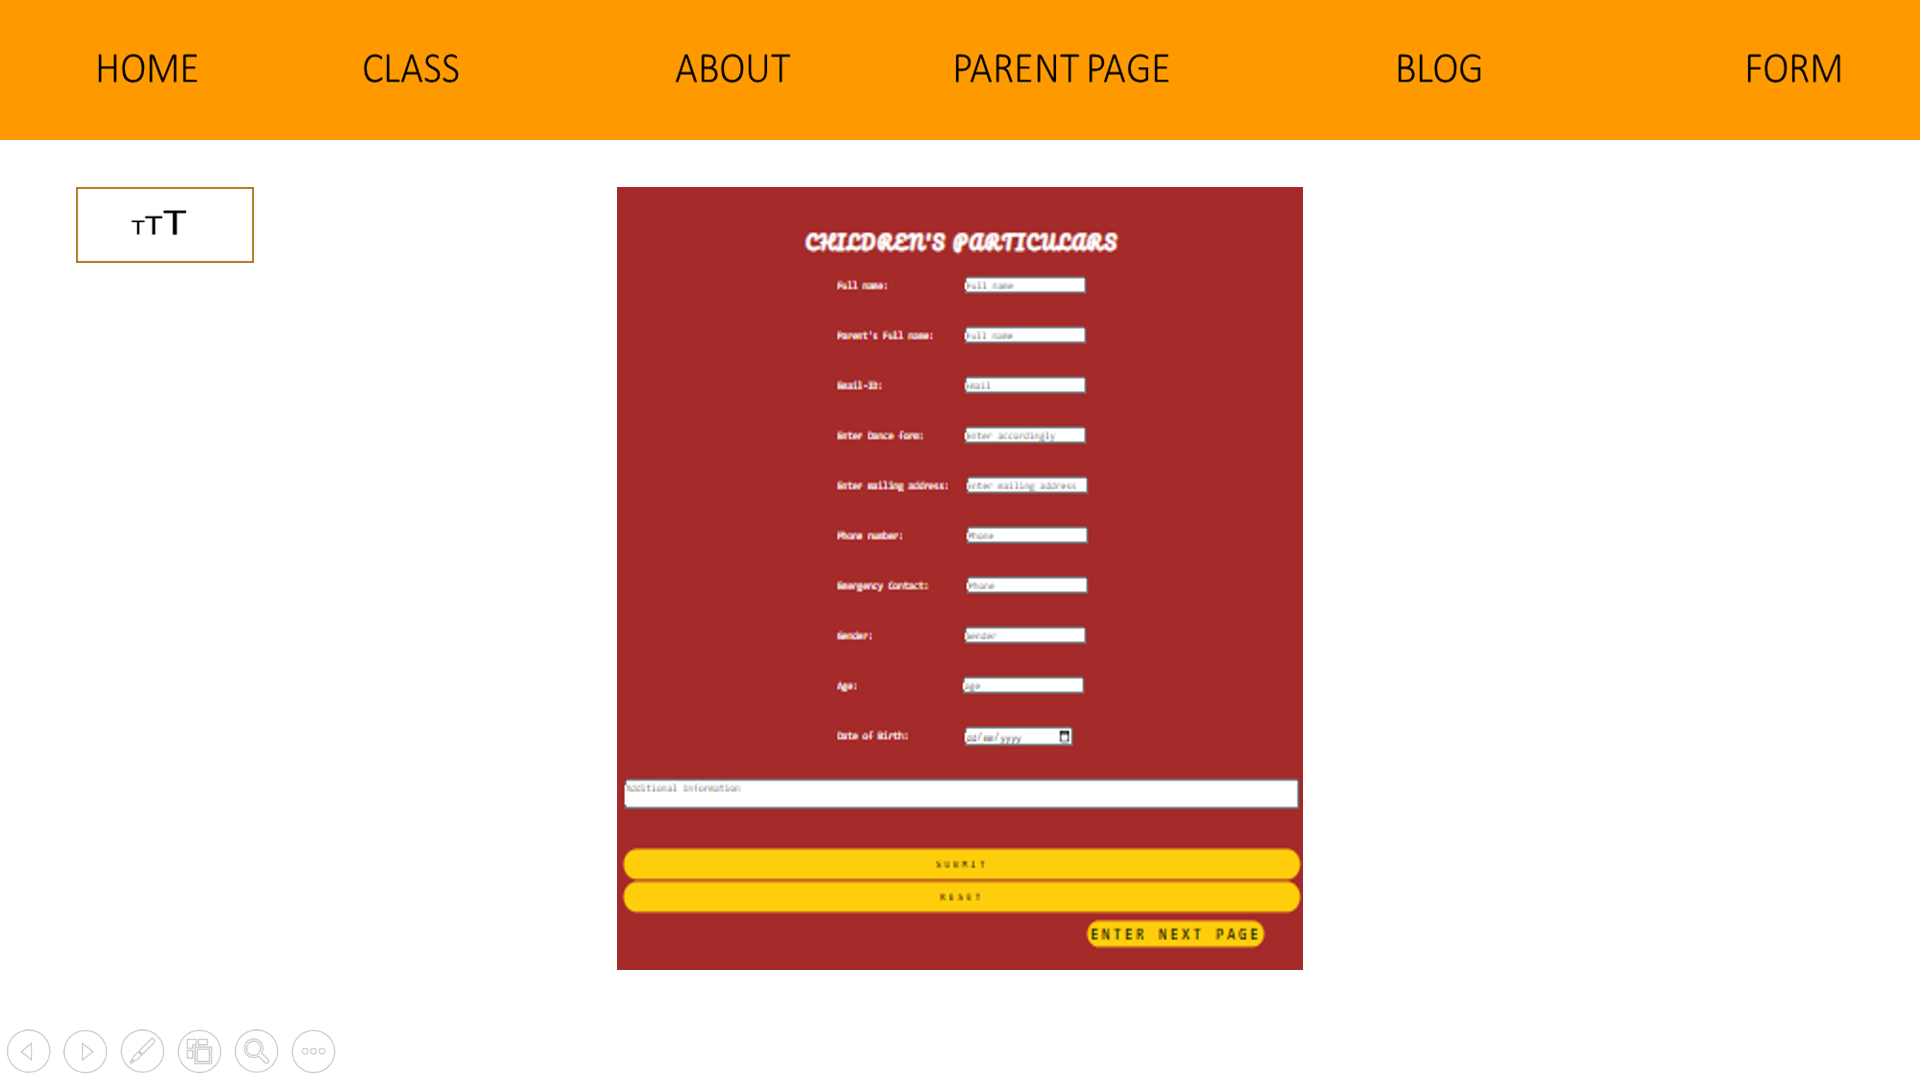 HOME CLASS ABOUT PARENT PAGE BLOG FORM
TTT
CHILDREN'S PARTICULARS
Full name: Full name
Parent's Full name: Full name
Email-ID: email
Enter Dance form: Enter accordingly
Enter mailing address: Enter mailing address
Phone number: Phone
Emergency Contact: Phone
Gender: Gender
Age: Age
Date of Birth: dd/mm/yyyy
Additional Information
SUBMIT
RESET
ENTER NEXT PAGE